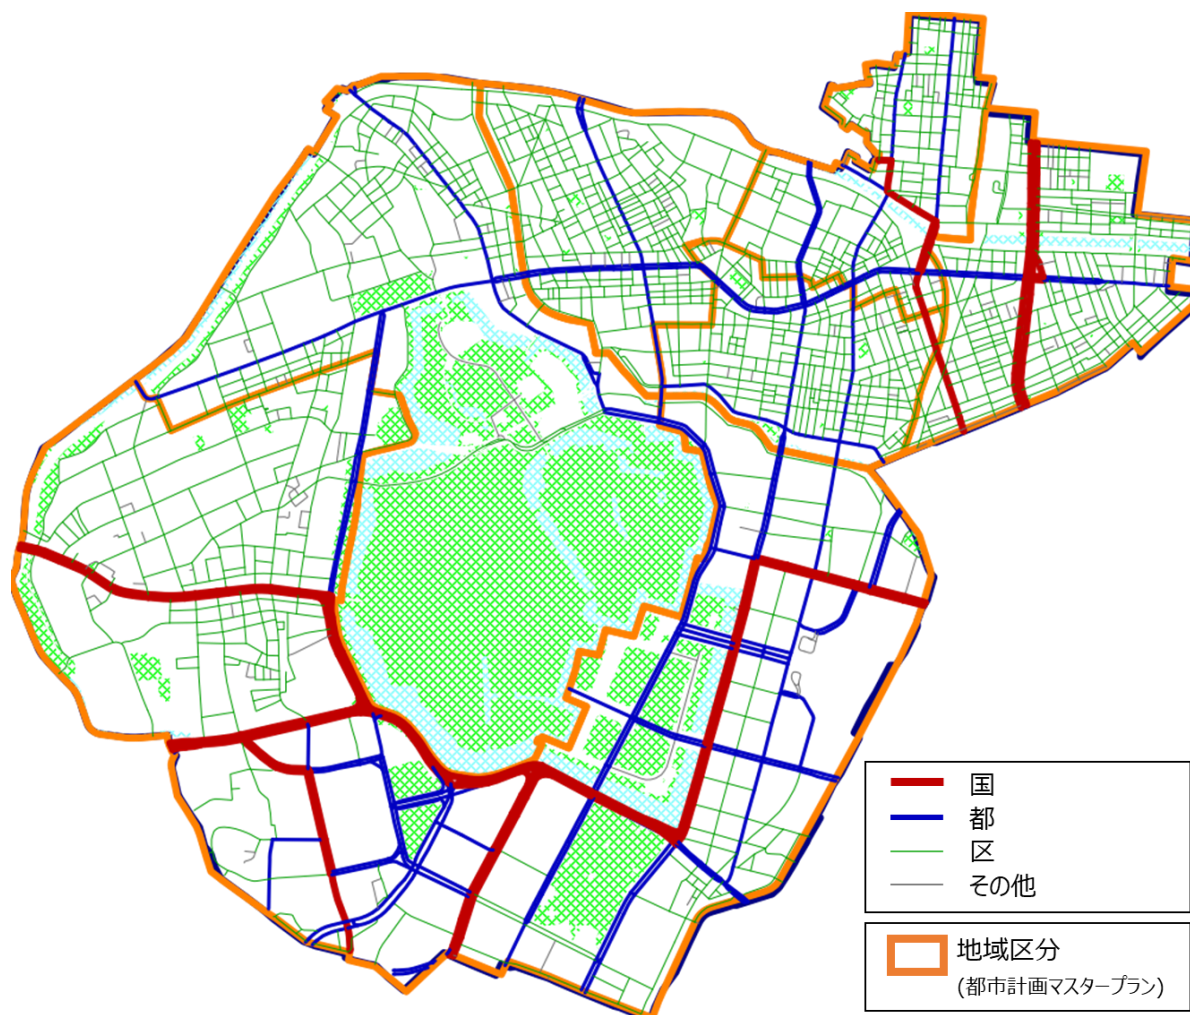 国
都
区
その他
地域区分
(都市計画マスタープラン)